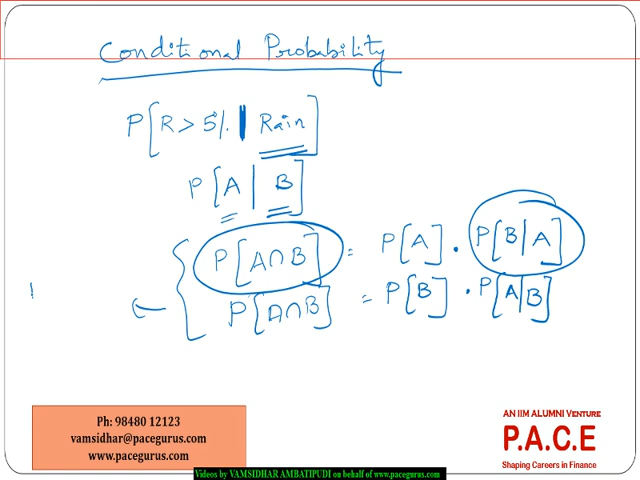 Conditional Probability
P[R > 5% | Rain]
P[A | B]
P[A∩B] = P[A] . P[B|A]
P[A∩B] = P[B] . P[A|B]
Ph: 98480 12123
vamsidhar@pacegurus.com
www.pacegurus.com
AN IIM ALUMNI VENTURE
P.A.C.E
Shaping Careers in Finance
Videos by VAMSIDHAR AMBATIPUDI on behalf of www.pacegurus.com